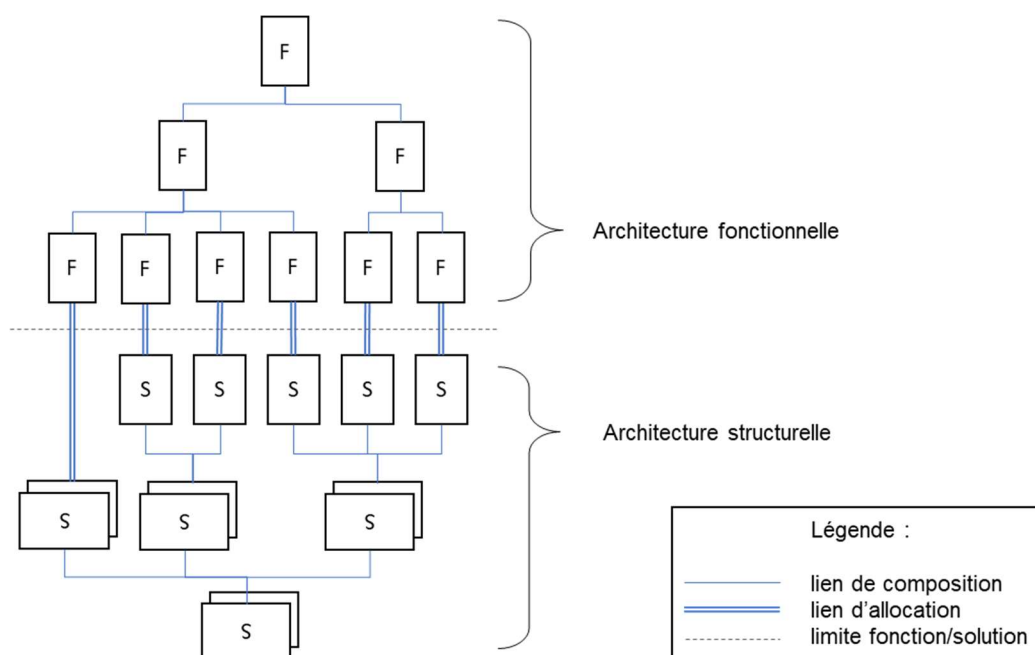 F
F F
Architecture fonctionnelle
F F F F F F
S S S S S
Architecture structurelle
S S S
Légende :
lien de composition
lien d'allocation
limite fonction/solution
S